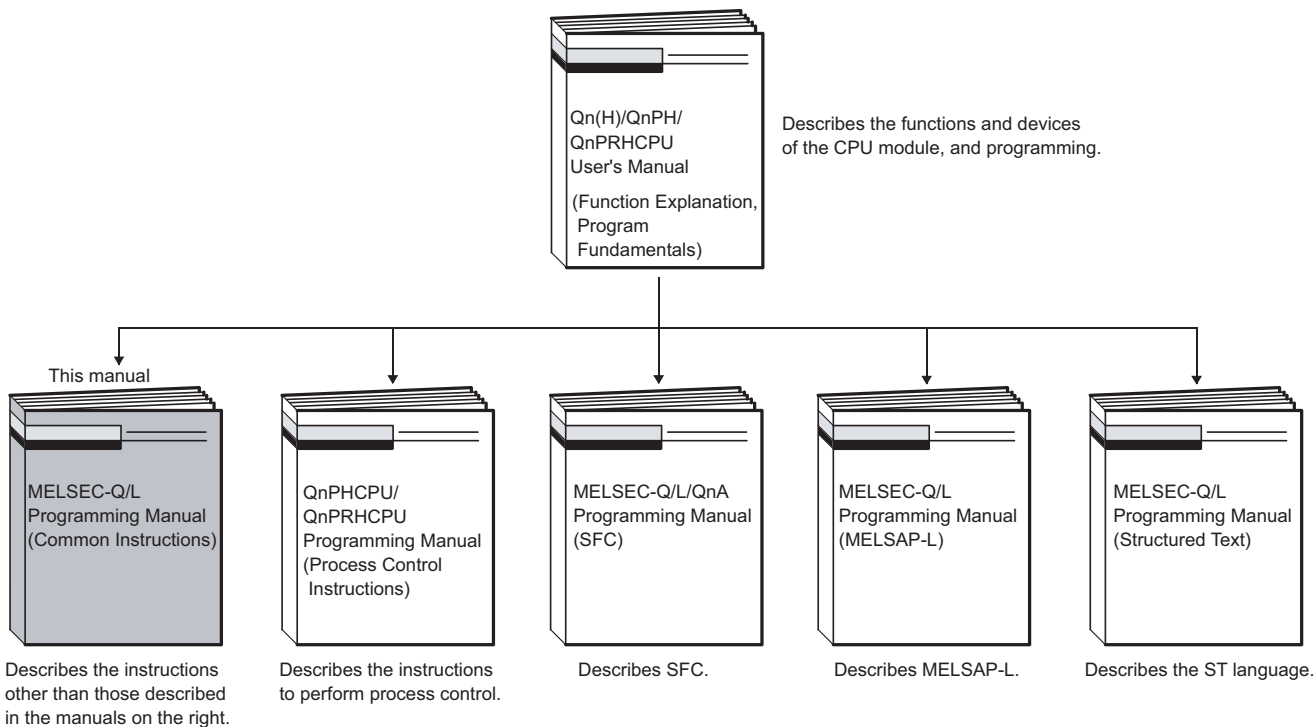 Qn(H)/QnPH/
QnPRHCPU
User's Manual
(Function Explanation,
Program
Fundamentals)
Describes the functions and devices
of the CPU module, and programming.
This manual
MELSEC-Q/L
Programming Manual
(Common Instructions)
Describes the instructions
other than those described
in the manuals on the right.
QnPHCPU/
QnPRHCPU
Programming Manual
(Process Control
Instructions)
Describes the instructions
to perform process control.
MELSEC-Q/L/QnA
Programming Manual
(SFC)
Describes SFC.
MELSEC-Q/L
Programming Manual
(MELSAP-L)
Describes MELSAP-L.
MELSEC-Q/L
Programming Manual
(Structured Text)
Describes the ST language.